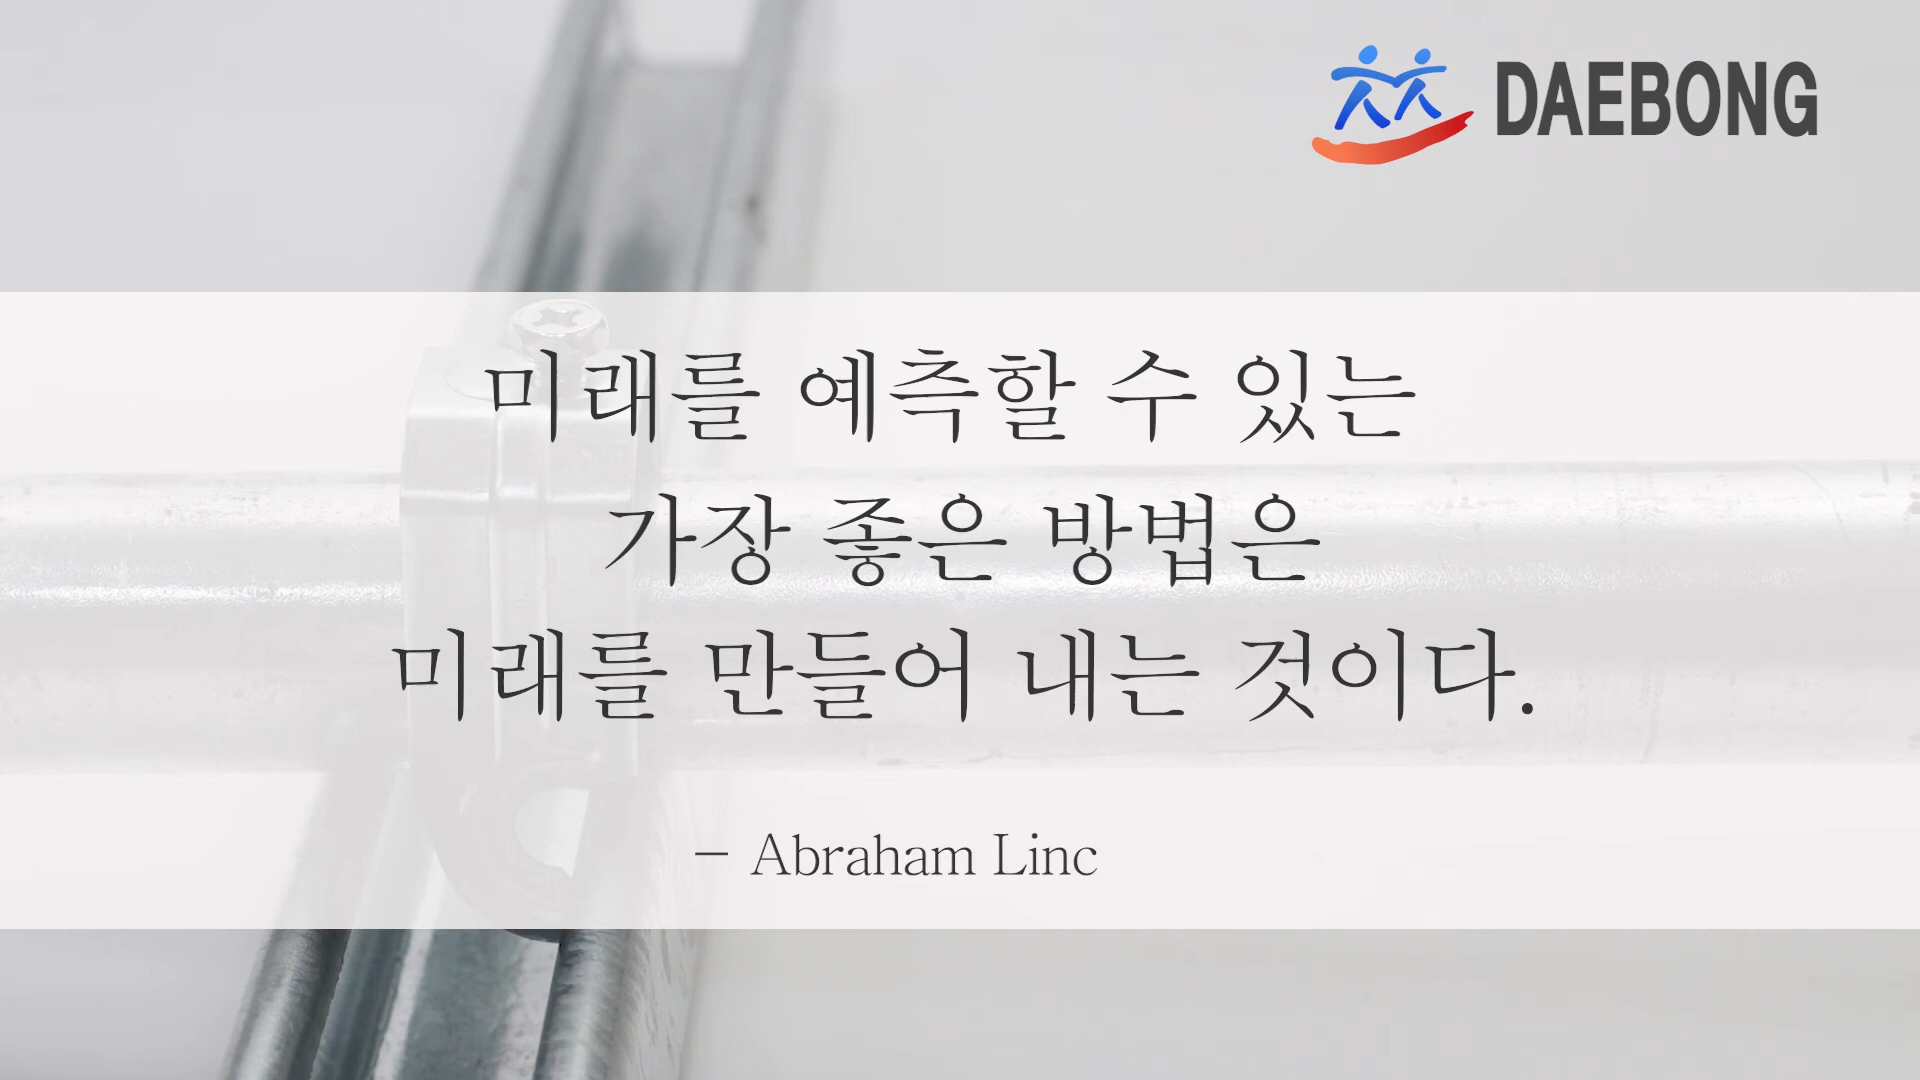 DAEBONG
미래를 예측할 수 있는
가장 좋은 방법은
미래를 만들어 내는 것이다.
- Abraham Linc